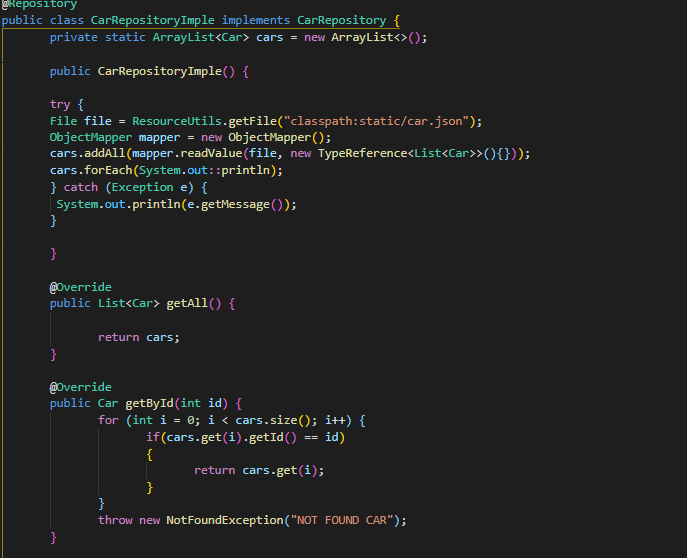 @Repository
public class CarRepositoryImple implements CarRepository {
private static ArrayList<Car> cars = new ArrayList<>();
public CarRepositoryImple() {
try {
File file = ResourceUtils.getFile("classpath:static/car.json");
ObjectMapper mapper = new ObjectMapper();
cars.addAll(mapper.readValue(file, new TypeReference<List<Car>>(){}));
cars.forEach(System.out::println);
} catch (Exception e) {
System.out.println(e.getMessage());
}
}
@Override
public List<Car> getAll() {
return cars;
}
@Override
public Car getById(int id) {
for (int i = 0; i < cars.size(); i++) {
if(cars.get(i).getId() == id)
{
return cars.get(i);
}
}
throw new NotFoundException("NOT FOUND CAR");
}